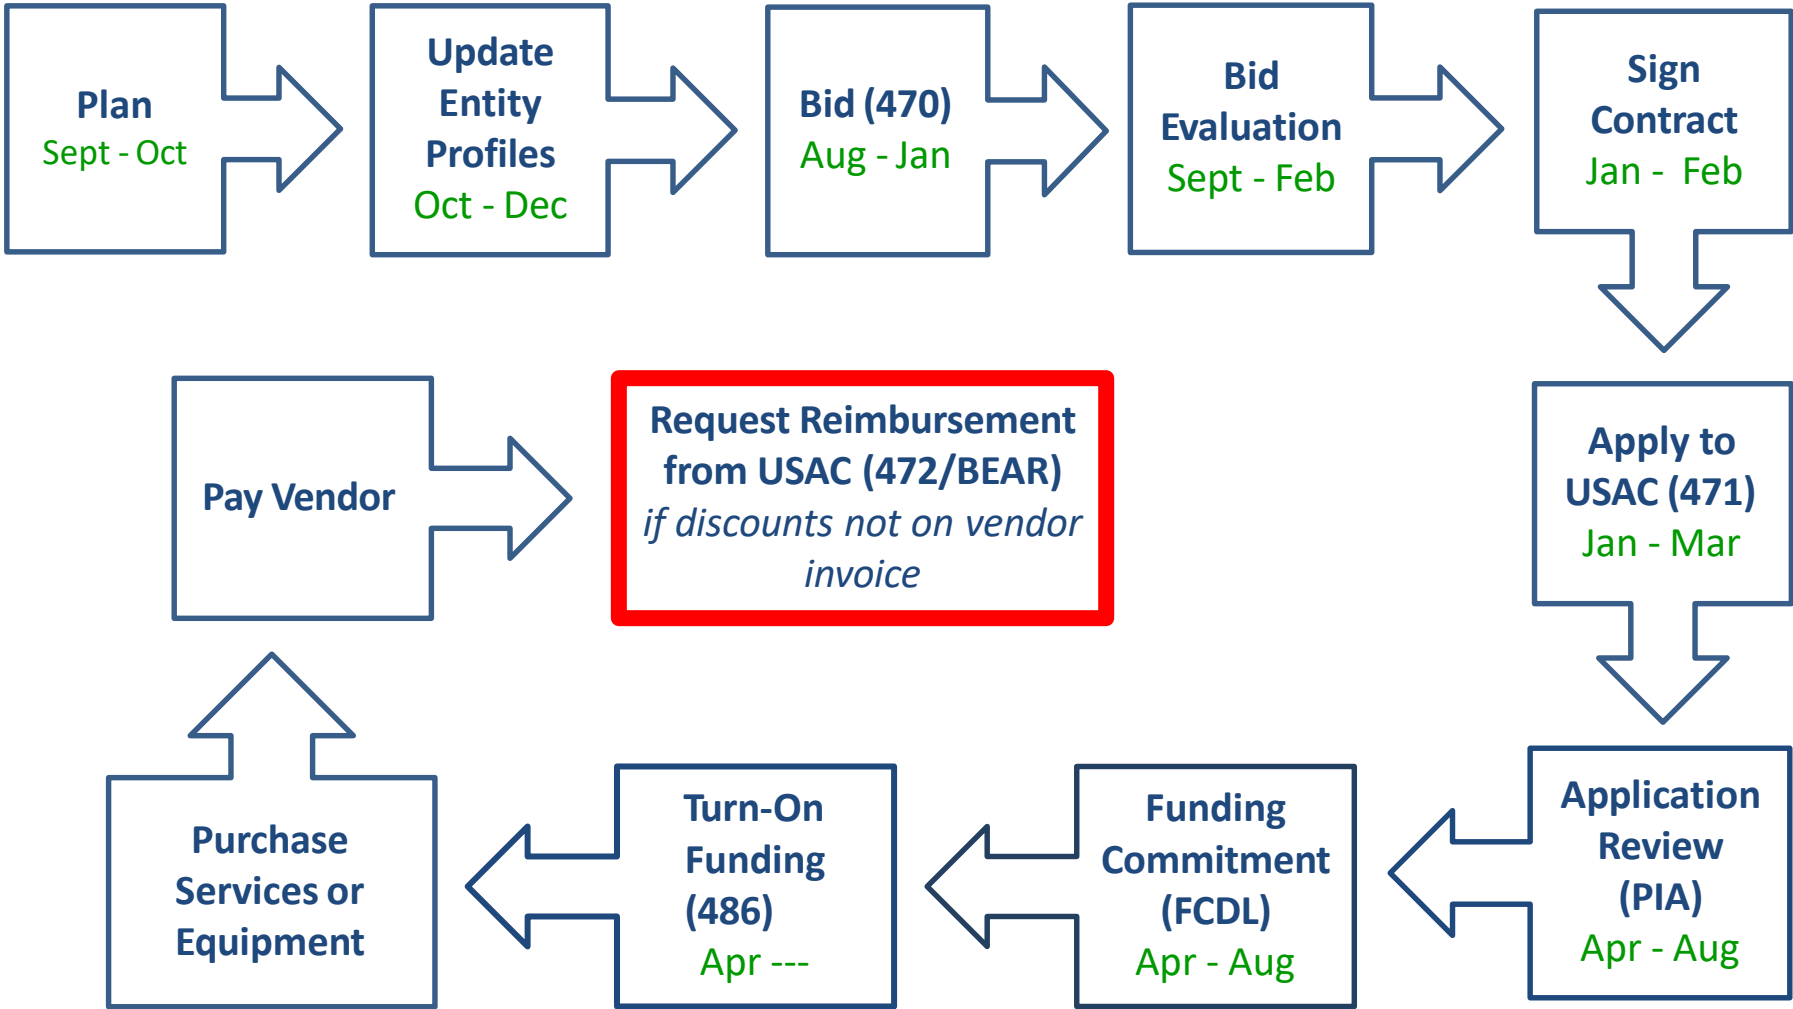 Plan
Sept - Oct
Update
Entity
Profiles
Oct - Dec
Bid (470)
Aug - Jan
Bid
Evaluation
Sept - Feb
Sign
Contract
Jan - Feb
Apply to
USAC (471)
Jan - Mar
Application
Review
(PIA)
Apr - Aug
Funding
Commitment
(FCDL)
Apr - Aug
Turn-On
Funding
(486)
Apr ---
Purchase
Services or
Equipment
Pay Vendor
Request Reimbursement
from USAC (472/BEAR)
if discounts not on vendor
invoice